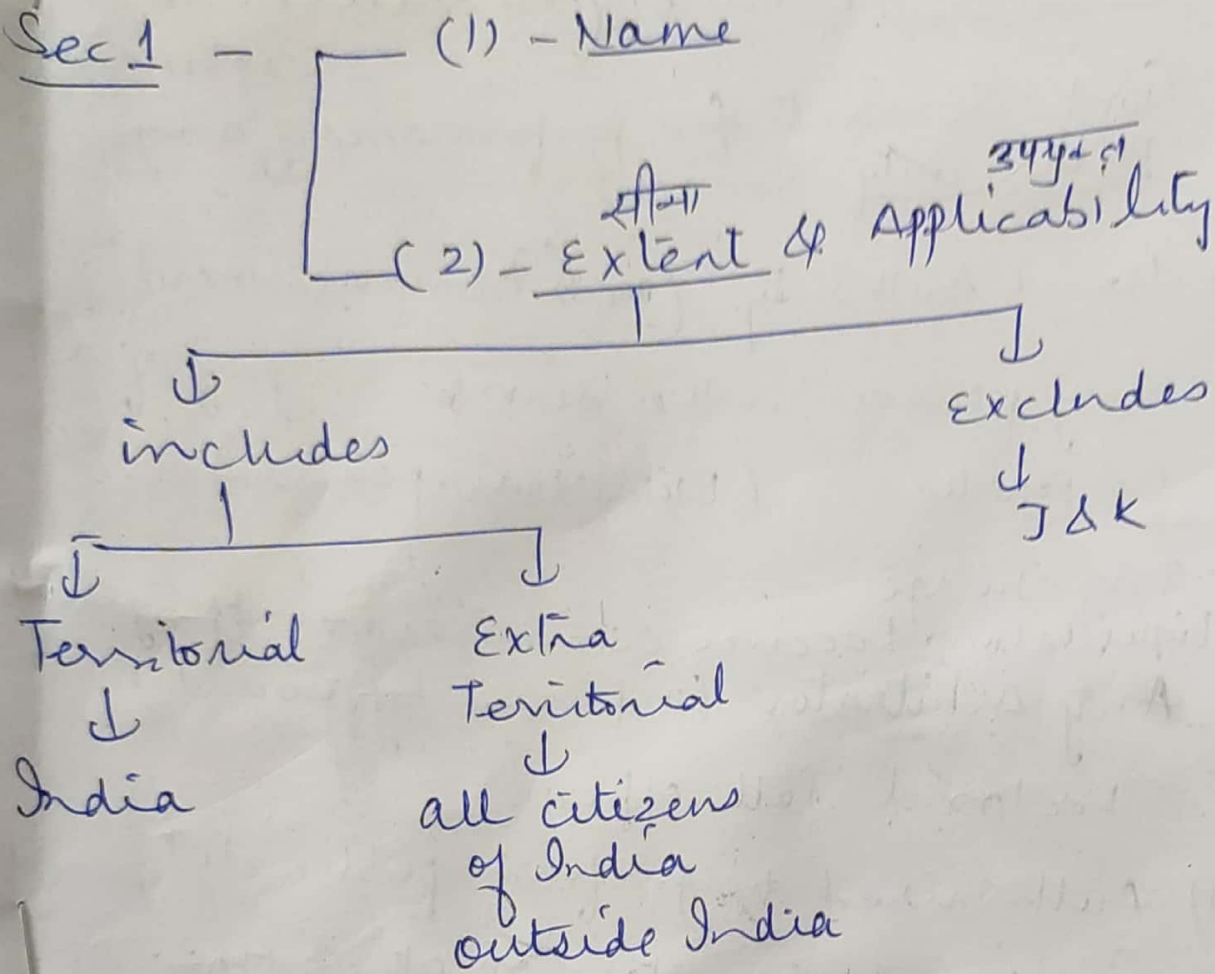 Sec 1 - (1) - Name
सीमा उपयुक्त
(2) - Extent & Applicability
includes Excludes
J & K
Territorial Extra
Territorial
India all citizens
of India
outside India